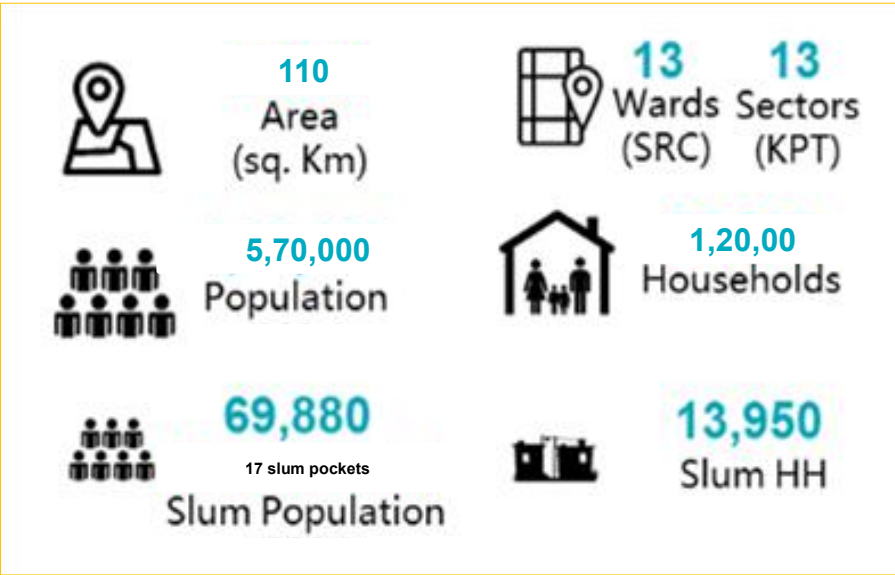 110
Area
(sq. Km)
13 13
Wards Sectors
(SRC) (KPT)
5,70,000
Population
1,20,00
Households
69,880
17 slum pockets
Slum Population
13,950
Slum HH